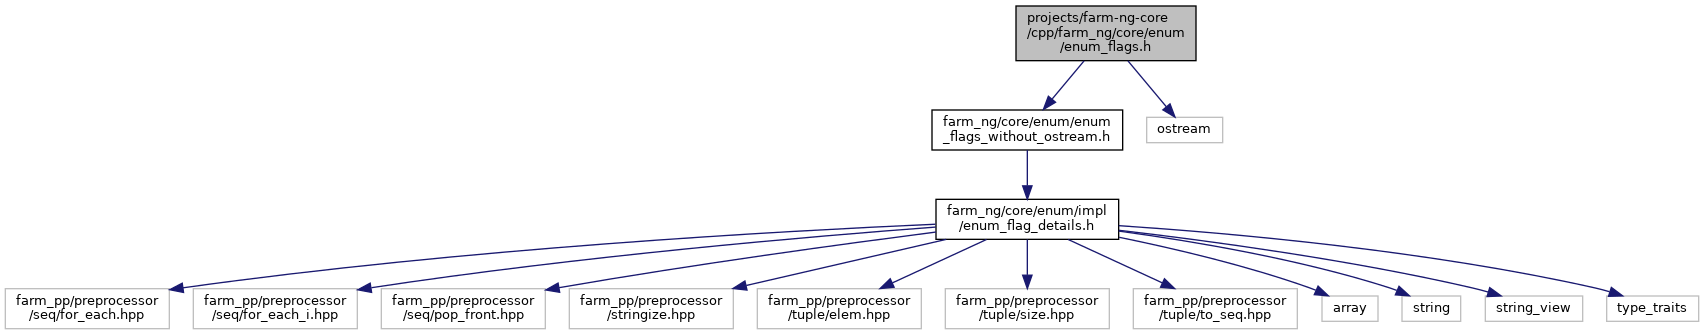 projects/farm-ng-core
/cpp/farm_ng/core/enum
/enum_flags.h
farm_ng/core/enum/enum
_flags_without_ostream.h
ostream
farm_ng/core/enum/impl
/enum_flag_details.h
farm_pp/preprocessor
/seq/for_each.hpp
farm_pp/preprocessor
/seq/for_each_i.hpp
farm_pp/preprocessor
/seq/pop_front.hpp
farm_pp/preprocessor
/stringize.hpp
farm_pp/preprocessor
/tuple/elem.hpp
farm_pp/preprocessor
/tuple/size.hpp
farm_pp/preprocessor
/tuple/to_seq.hpp
array
string
string_view
type_traits